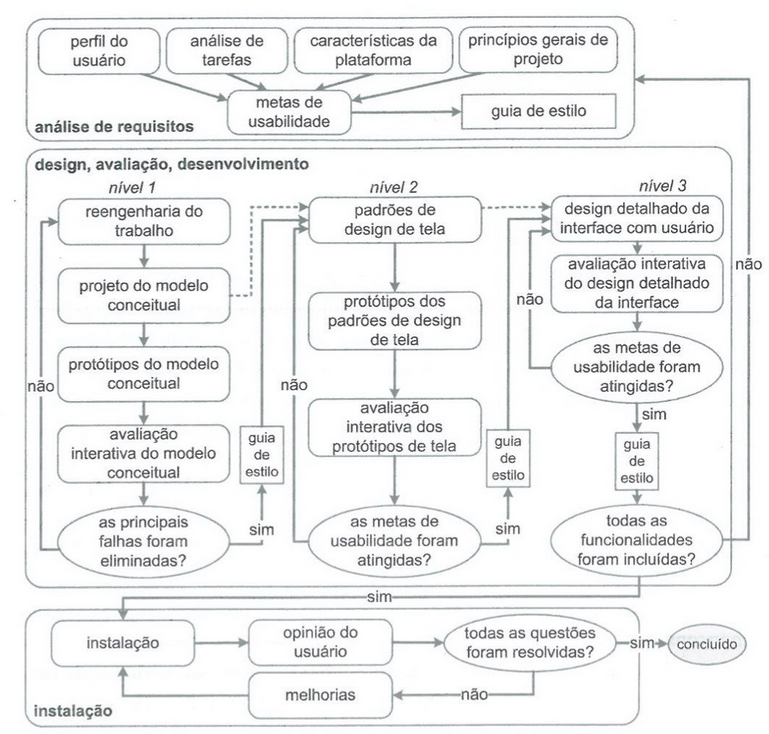 perfil do
usuário
análise de
tarefas
características da
plataforma
princípios gerais de
projeto
metas de
usabilidade
guia de estilo
análise de requisitos
design, avaliação, desenvolvimento
nível 1
reengenharia do
trabalho
projeto do modelo
conceitual
protótipos do modelo
conceitual
não
avaliação
interativa do modelo
conceitual
as principais
falhas foram
eliminadas?
sim
guia
de
estilo
nível 2
padrões de
design de tela
protótipos dos
padrões de design
de tela
não
avaliação
interativa dos
protótipos de tela
as metas de
usabilidade foram
atingidas?
sim
guia
de
estilo
nível 3
design detalhado da
interface com usuário
avaliação interativa
do design detalhado
da interface
não
as metas de
usabilidade foram
atingidas?
sim
guia
de
estilo
todas as
funcionalidades
foram incluídas?
não
sim
instalação
opinião do
usuário
todas as questões
foram resolvidas?
sim
concluído
não
melhorias
instalação